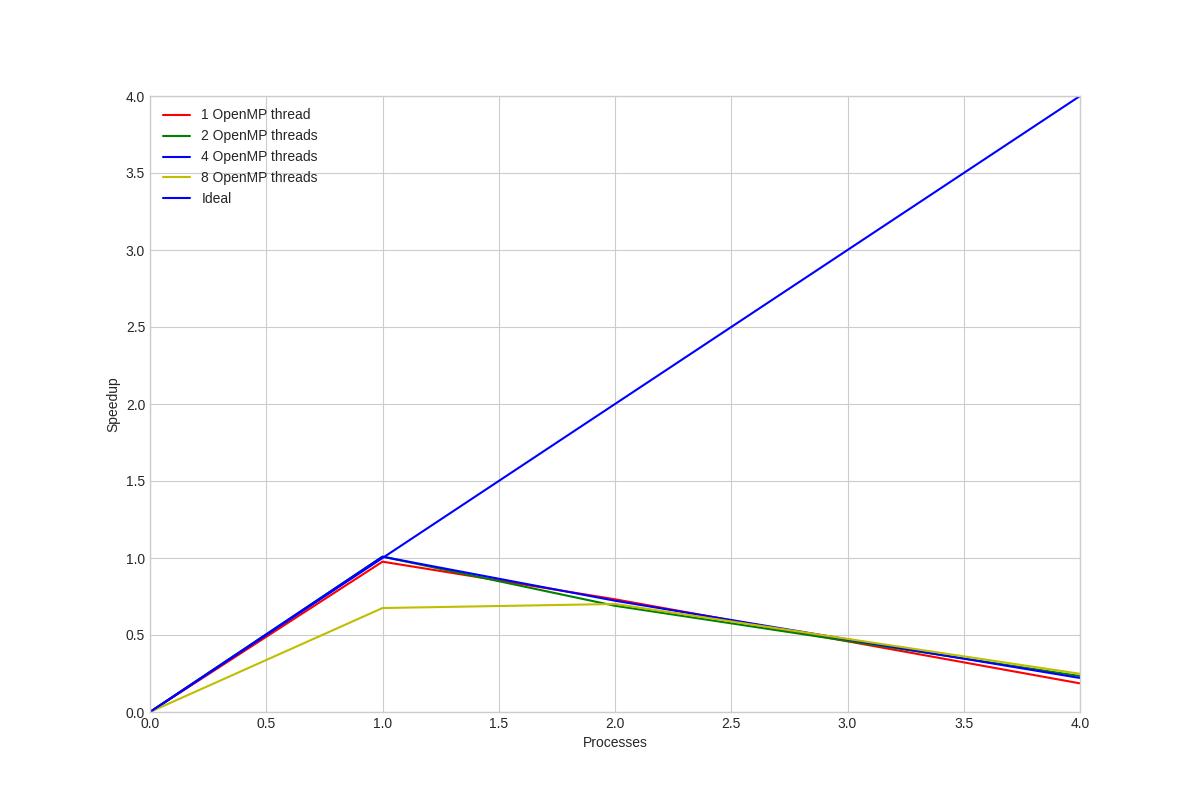 4.0
3.5
3.0
2.5
2.0
1.5
1.0
0.5
0.0
Speedup
1 OpenMP thread
2 OpenMP threads
4 OpenMP threads
8 OpenMP threads
Ideal
0.0 0.5 1.0 1.5 2.0 2.5 3.0 3.5 4.0
Processes